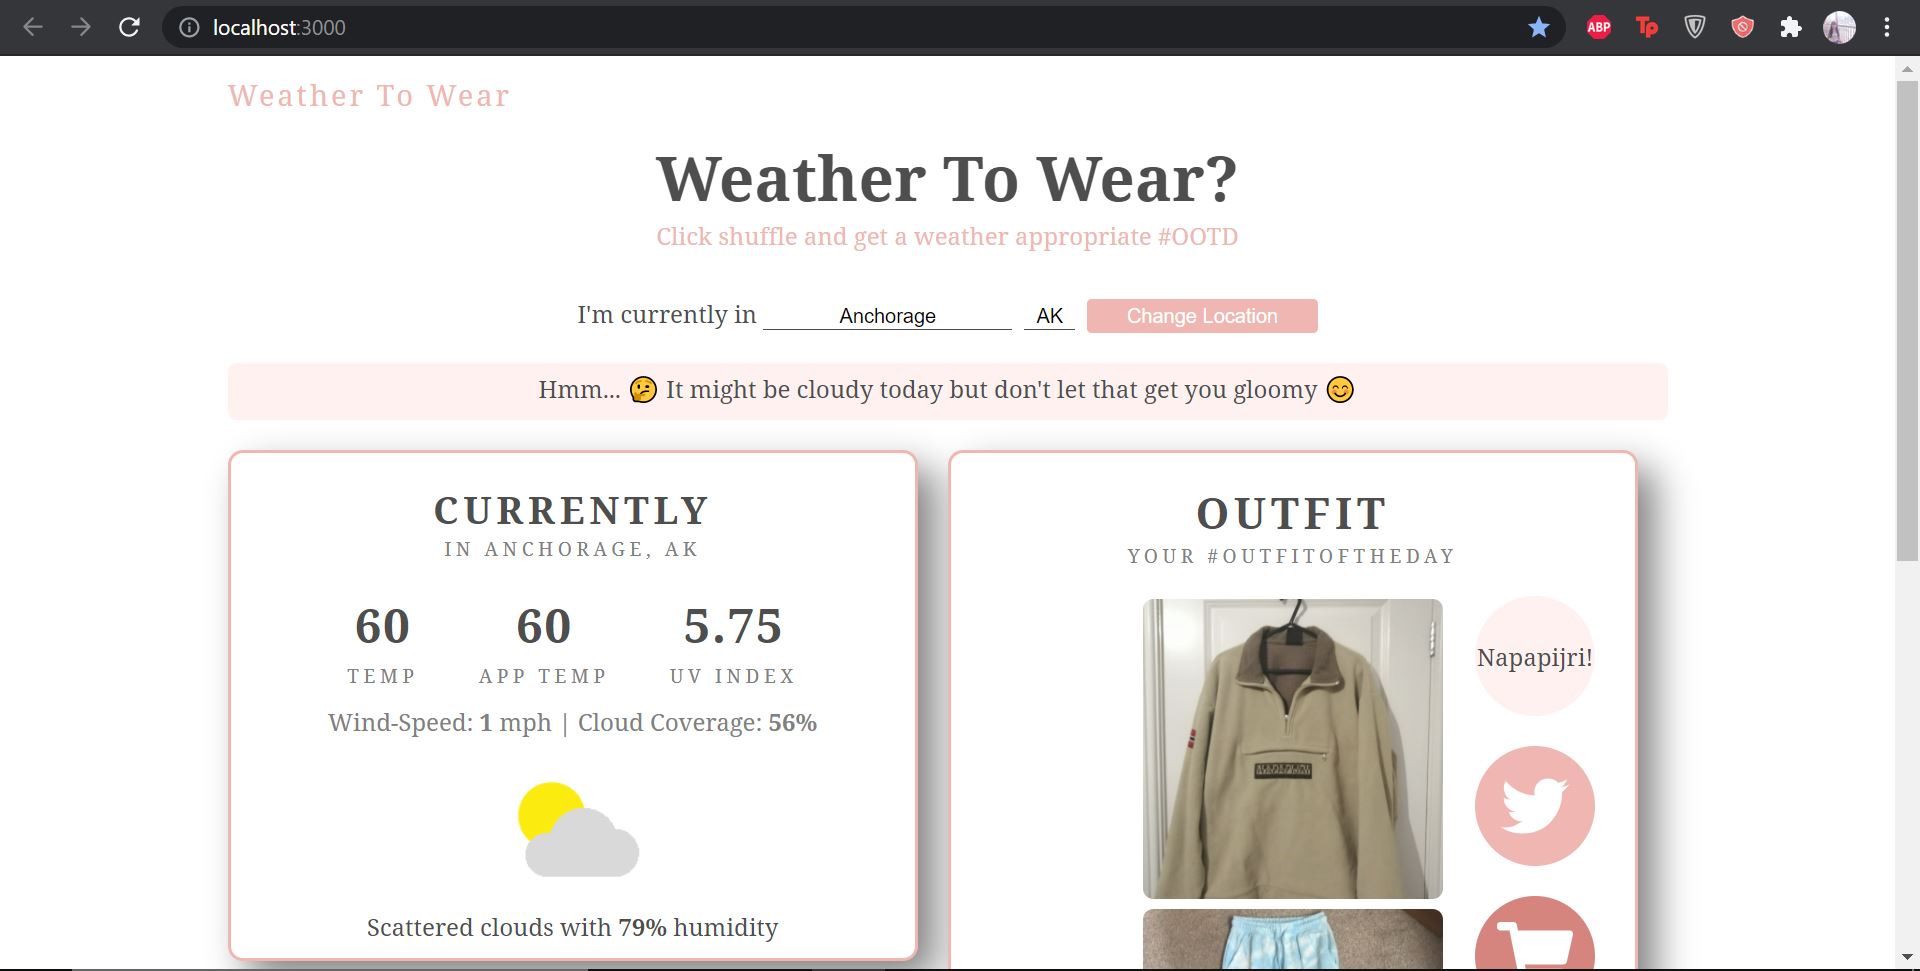 localhost:3000
ABP
Tp
Weather To Wear
Weather To Wear?
Click shuffle and get a weather appropriate #OOTD
I'm currently in Anchorage AK Change Location
Hmm... 🤔 It might be cloudy today but don't let that get you gloomy 😊
CURRENTLY
IN ANCHORAGE, AK
60 60 5.75
TEMP APP TEMP UV INDEX
Wind-Speed: 1 mph | Cloud Coverage: 56%
Scattered clouds with 79% humidity
OUTFIT
YOUR #OUTFITOFTHEDAY
Napapijri!